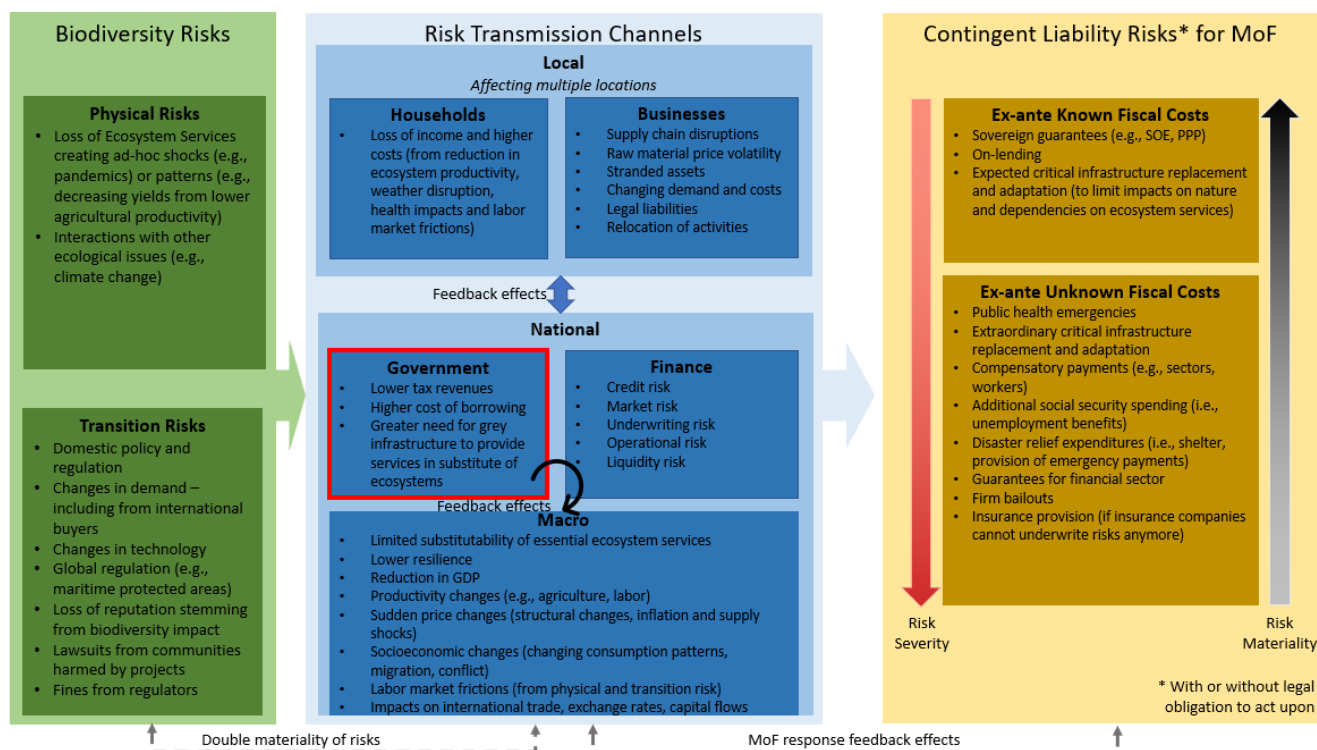 Biodiversity Risks
Physical Risks
• Loss of Ecosystem Services
creating ad-hoc shocks (e.g.,
pandemics) or patterns (e.g.,
decreasing yields from lower
agricultural productivity)
• Interactions with other
ecological issues (e.g.,
climate change)
Transition Risks
• Domestic policy and
regulation
• Changes in demand –
including from international
buyers
• Changes in technology
• Global regulation (e.g.,
maritime protected areas)
• Loss of reputation stemming
from biodiversity impact
• Lawsuits from communities
harmed by projects
• Fines from regulators
Risk Transmission Channels
Local
Affecting multiple locations
Households
• Loss of income and higher
costs (from reduction in
ecosystem productivity,
weather disruption,
health impacts and labor
market frictions)
Businesses
• Supply chain disruptions
• Raw material price volatility
• Stranded assets
• Changing demand and costs
• Legal liabilities
• Relocation of activities
Feedback effects
National
Government
• Lower tax revenues
• Higher cost of borrowing
• Greater need for grey
infrastructure to provide
services in substitute of
ecosystems
Finance
• Credit risk
• Market risk
• Underwriting risk
• Operational risk
• Liquidity risk
Feedback effects
Macro
• Limited substitutability of essential ecosystem services
• Lower resilience
• Reduction in GDP
• Productivity changes (e.g., agriculture, labor)
• Sudden price changes (structural changes, inflation and supply
shocks)
• Socioeconomic changes (changing consumption patterns,
migration, conflict)
• Labor market frictions (from physical and transition risk)
• Impacts on international trade, exchange rates, capital flows
Contingent Liability Risks* for MoF
Ex-ante Known Fiscal Costs
• Sovereign guarantees (e.g., SOE, PPP)
• On-lending
• Expected critical infrastructure replacement
and adaptation (to limit impacts on nature
and dependencies on ecosystem services)
Ex-ante Unknown Fiscal Costs
• Public health emergencies
• Extraordinary critical infrastructure
replacement and adaptation
• Compensatory payments (e.g., sectors,
workers)
• Additional social security spending (i.e.,
unemployment benefits)
• Disaster relief expenditures (i.e., shelter,
provision of emergency payments)
• Guarantees for financial sector
• Firm bailouts
• Insurance provision (if insurance companies
cannot underwrite risks anymore)
Risk
Severity
Risk
Materiality
* With or without legal
obligation to act upon
Double materiality of risks
MoF response feedback effects